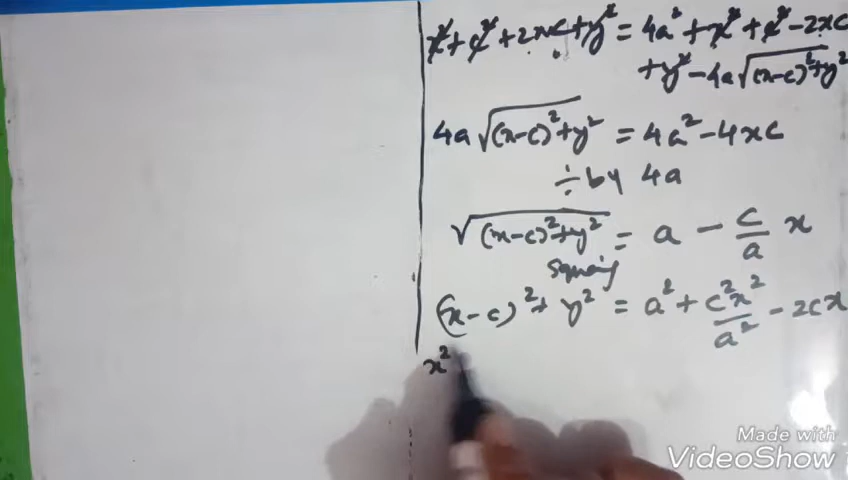 x² + c² + 2xc + y² = 4a² + x² + c² - 2xc
+ y² - 4a√(x-c)²+y²
4a √(x-c)²+y² = 4a² - 4xc
÷ by 4a
√(x-c)²+y² = a - c/a x
squaring
(x-c)² + y² = a² + c²x²/a² - 2cx
x²
Made with
VideoShow